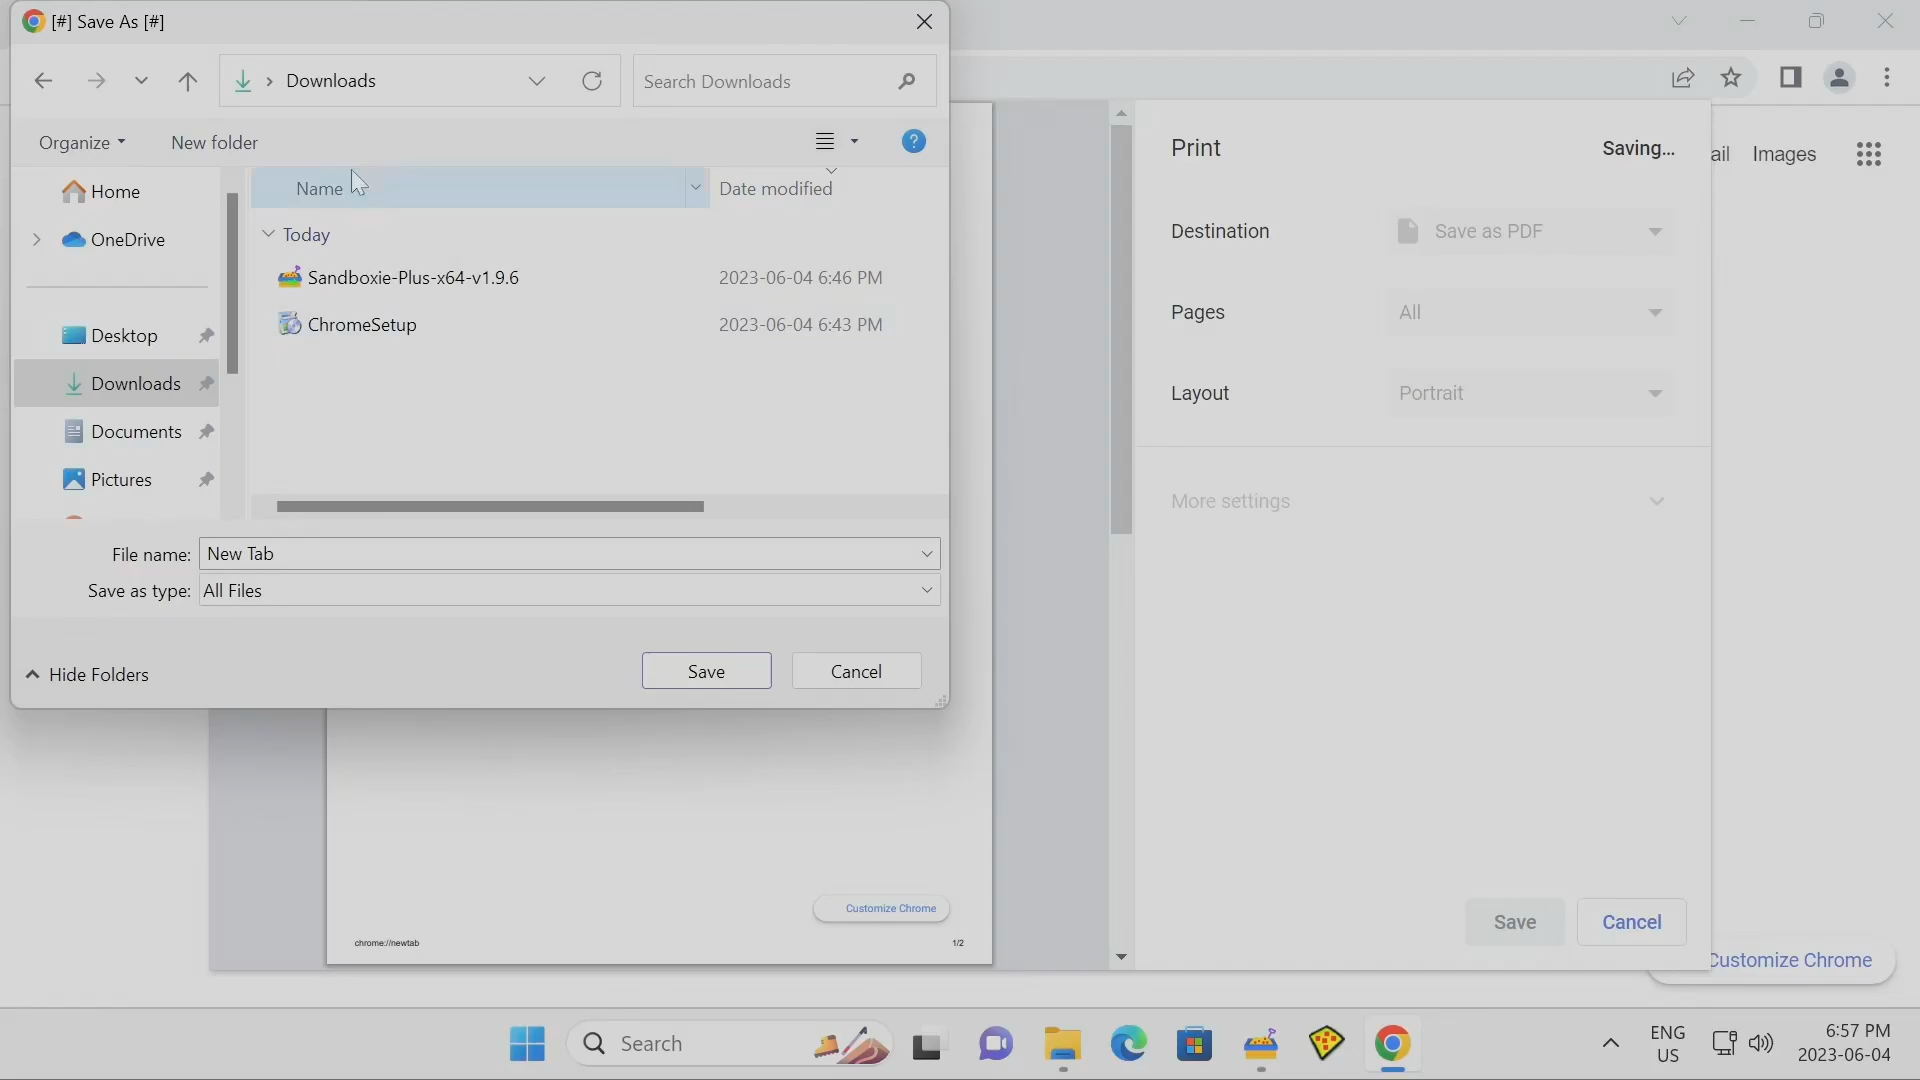 [#] Save As [#]
Downloads
Search Downloads
Organize
New folder
Home
OneDrive
Desktop
Downloads
Documents
Pictures
Name
Date modified
Today
Sandboxie-Plus-x64-v1.9.6
2023-06-04 6:46 PM
ChromeSetup
2023-06-04 6:43 PM
File name: New Tab
Save as type: All Files
Hide Folders
Save
Cancel
Print
Saving...
Destination
Save as PDF
Pages
All
Layout
Portrait
More settings
Save
Cancel
ail
Images
Customize Chrome
chrome://newtab
1/2
Customize Chrome
Search
ENG
US
6:57 PM
2023-06-04